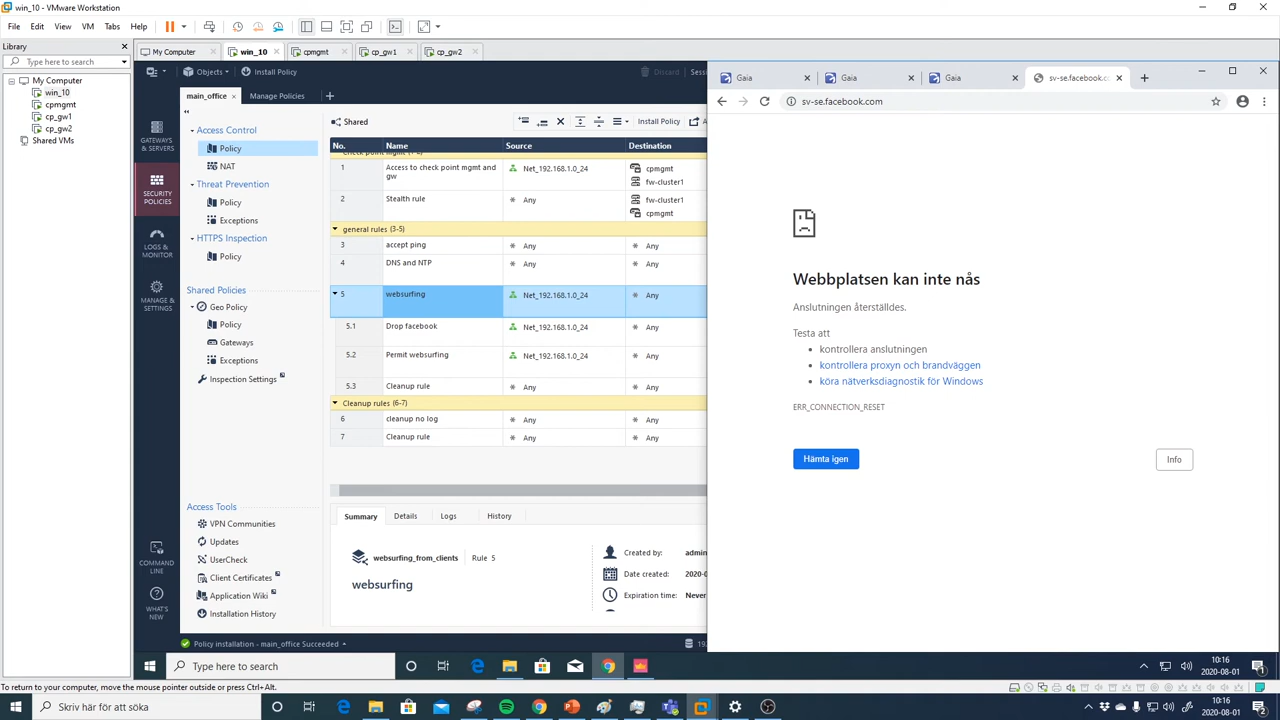 win_10 - VMware Workstation
File Edit View VM Tabs Help
Library
Type here to search
My Computer
win_10
cpmgmt
cp_gw1
cp_gw2
Shared VMs
My Computer win_10 cpmgmt cp_gw1 cp_gw2
Objects Install Policy Discard
main_office Manage Policies
GATEWAYS & SERVERS
SECURITY POLICIES
LOGS & MONITOR
MANAGE & SETTINGS
COMMAND LINE
WHAT'S NEW
Access Control
Policy
NAT
Threat Prevention
Policy
Exceptions
HTTPS Inspection
Policy
Shared Policies
Geo Policy
Policy
Gateways
Exceptions
Inspection Settings
Access Tools
VPN Communities
Updates
UserCheck
Client Certificates
Application Wiki
Installation History
Shared Install Policy
No. Name Source Destination
1 Access to check point mgmt and gw Net_192.168.1.0_24 cpmgmt
fw-cluster1
2 Stealth rule * Any fw-cluster1
cpmgmt
general rules (3-5)
3 accept ping * Any * Any
4 DNS and NTP * Any * Any
5 websurfing Net_192.168.1.0_24 * Any
5.1 Drop facebook Net_192.168.1.0_24 * Any
5.2 Permit websurfing Net_192.168.1.0_24 * Any
5.3 Cleanup rule * Any * Any
Cleanup rules (6-7)
6 cleanup no log * Any * Any
7 Cleanup rule * Any * Any
Summary Details Logs History
websurfing_from_clients Rule 5
websurfing
Created by: admin
Date created: 2020-0
Expiration time: Never
Policy installation - main_office Succeeded
Gaia Gaia Gaia sv-se.facebook.c
sv-se.facebook.com
Webbplatsen kan inte nås
Anslutningen återställdes.
Testa att
• kontrollera anslutningen
• kontrollera proxyn och brandväggen
• köra nätverksdiagnostik för Windows
ERR_CONNECTION_RESET
Hämta igen Info
Type here to search
10:16
2020-08-01
To return to your computer, move the mouse pointer outside or press Ctrl+Alt.
Skriv här för att söka
10:16
2020-08-01